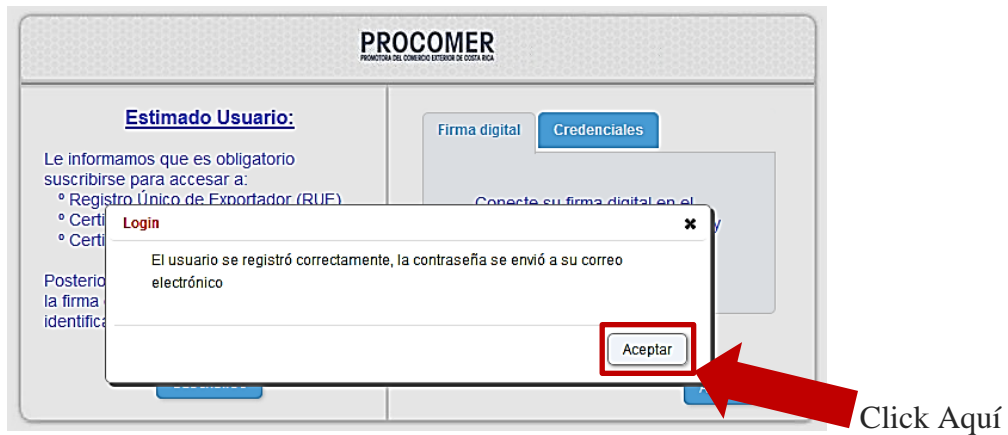 PROCOMER
PROMOTORA DEL COMERCIO EXTERIOR DE COSTA RICA
Estimado Usuario:
Le informamos que es obligatorio
suscribirse para accesar a:
º Registro Único de Exportador (RUE)
º Certi
º Certi
Posterio
la firma
identifica
Firma digital
Credenciales
Conecte su firma digital en el
y
Login
✖
El usuario se registró correctamente, la contraseña se envió a su correo
electrónico
Aceptar
Click Aquí